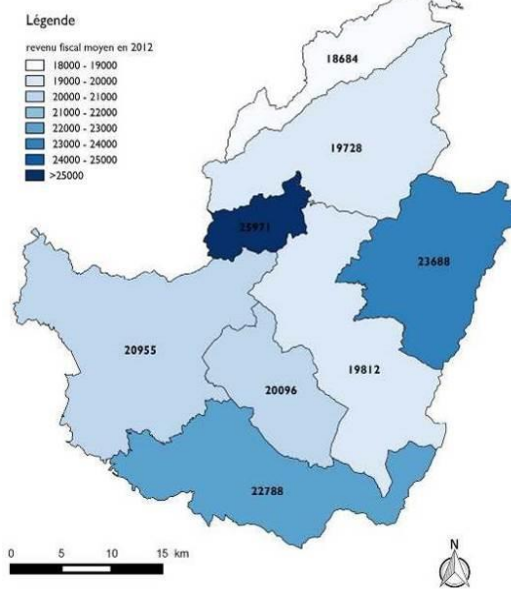 Légende
revenu fiscal moyen en 2012
18000 - 19000
19000 - 20000
20000 - 21000
21000 - 22000
22000 - 23000
23000 - 24000
24000 - 25000
>25000
18684
19728
25971
23688
20955
19812
20096
22788
0 5 10 15 km
N